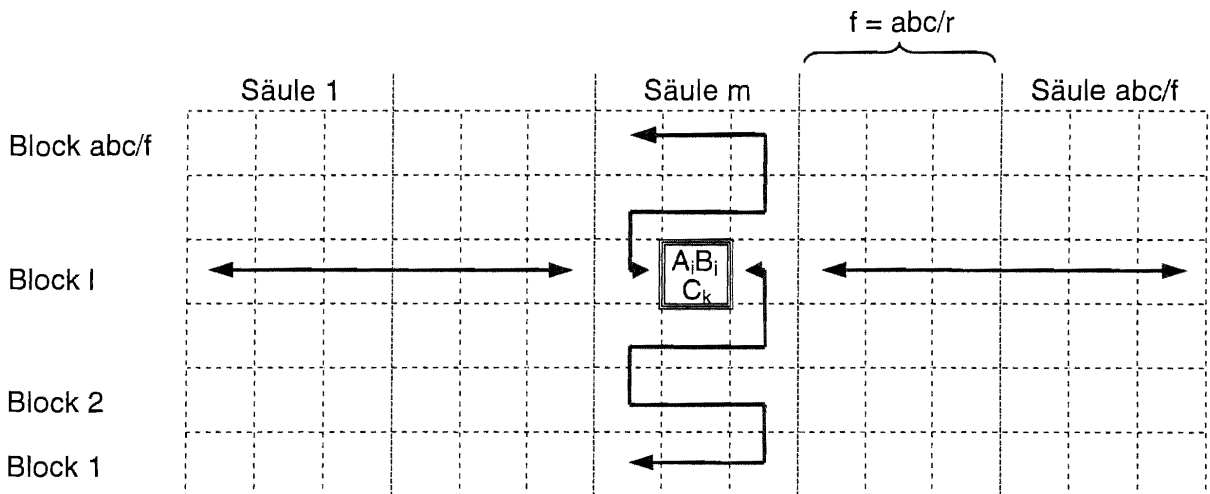 f = abc/r
Säule 1 Säule m Säule abc/f
Block abc/f
Block l
AᵢBⱼ
Cₖ
Block 2
Block 1